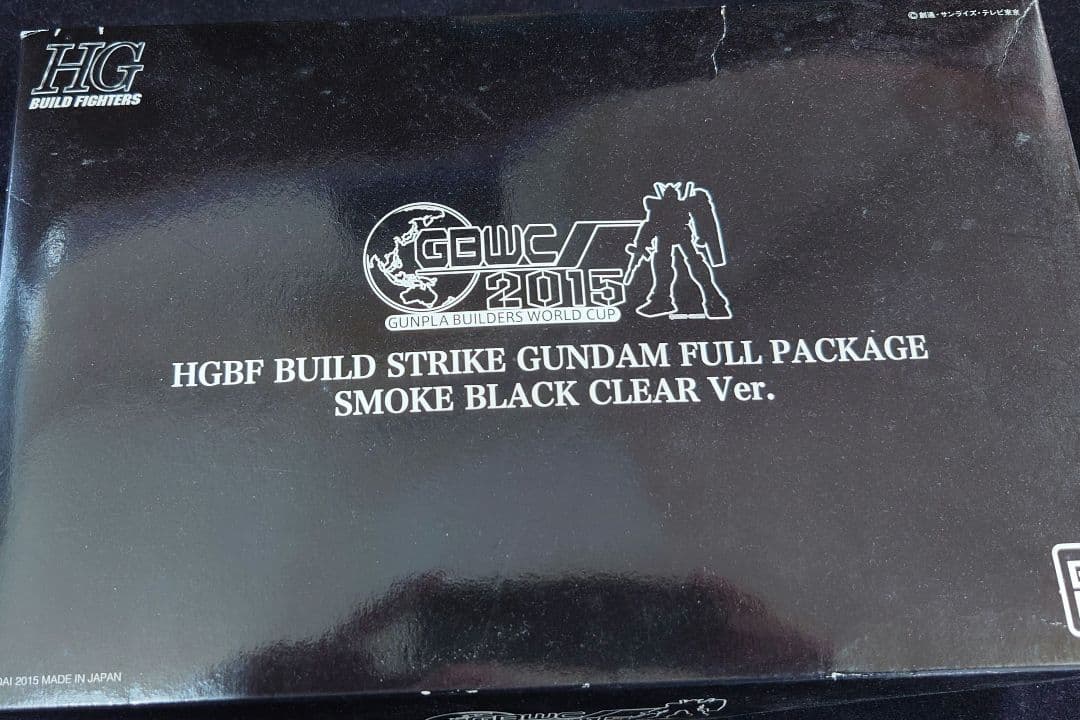 ©創通・サンライズ・テレビ東京
HG
BUILD FIGHTERS
GBWC
2015
GUNPLA BUILDERS WORLD CUP
HGBF BUILD STRIKE GUNDAM FULL PACKAGE
SMOKE BLACK CLEAR Ver.
DAI 2015 MADE IN JAPAN